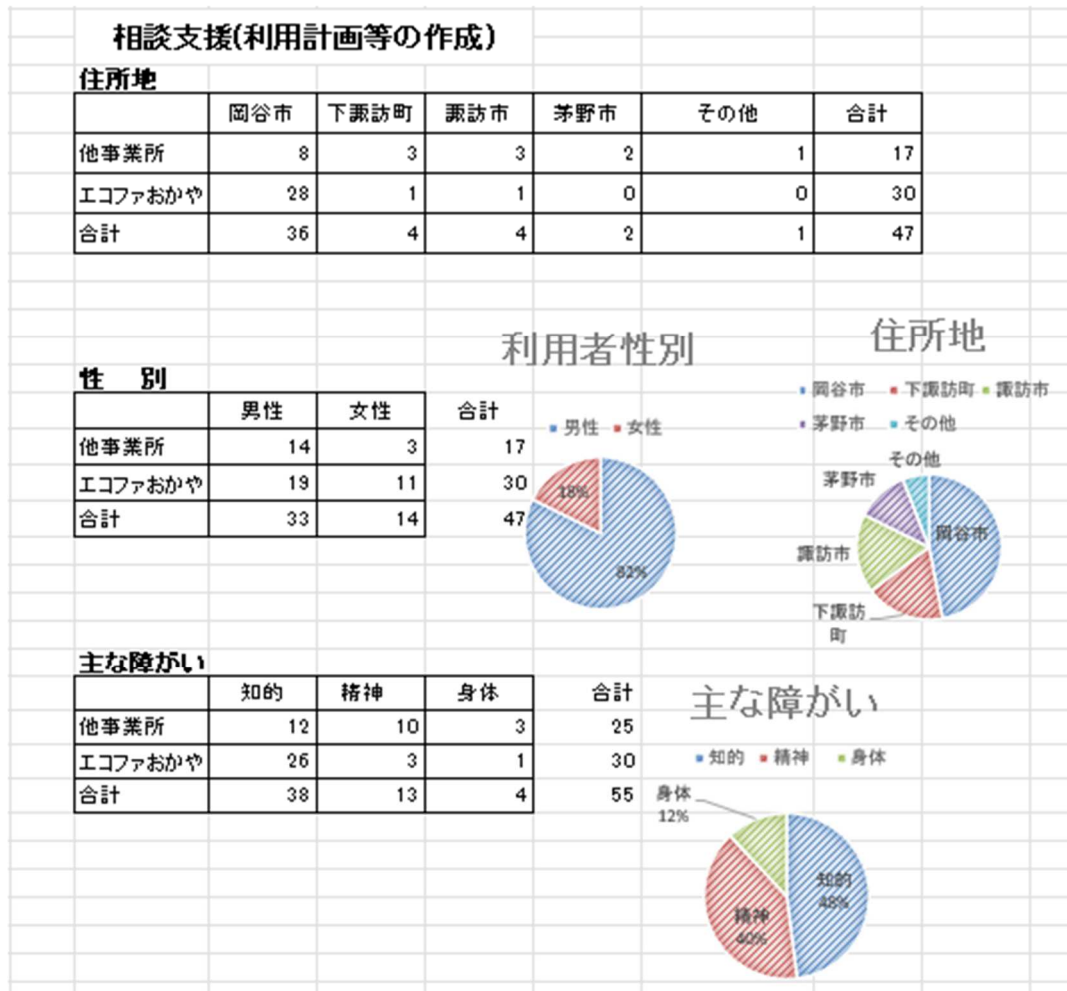 相談支援(利用計画等の作成)
住所地
岡谷市 下諏訪町 諏訪市 茅野市 その他 合計
他事業所 8 3 3 2 1 17
エコファおかや 28 1 1 0 0 30
合計 36 4 4 2 1 47
性 別
男性 女性 合計
他事業所 14 3 17
エコファおかや 19 11 30
合計 33 14 47
利用者性別
男性 女性
18%
82%
住所地
岡谷市 下諏訪町 諏訪市
茅野市 その他
その他
茅野市
岡谷市
諏訪市
下諏訪
町
主な障がい
知的 精神 身体 合計
他事業所 12 10 3 25
エコファおかや 26 3 1 30
合計 38 13 4 55
主な障がい
知的 精神 身体
身体
12%
知的
48%
精神
40%